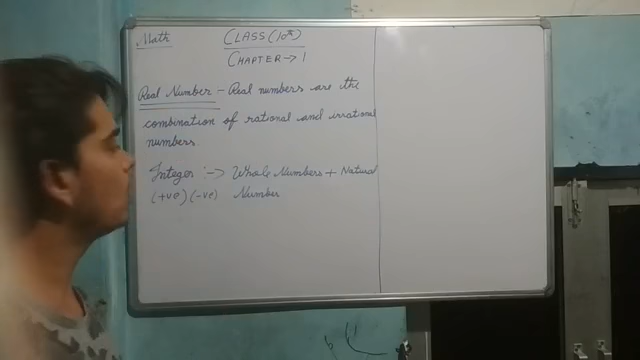 Math
CLASS (10th)
CHAPTER → 1
Real Number - Real numbers are the
combination of rational and irrational
numbers.
Integer :→ Whole Numbers + Natural
(+ve) (-ve) Number